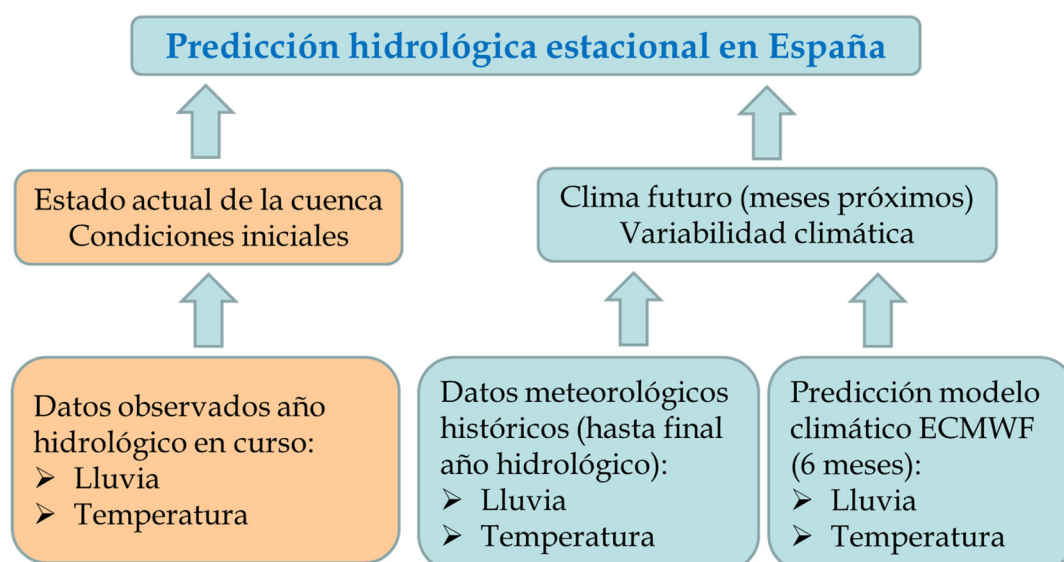 Predicción hidrológica estacional en España
Estado actual de la cuenca
Condiciones iniciales
Clima futuro (meses próximos)
Variabilidad climática
Datos observados año
hidrológico en curso:
➢ Lluvia
➢ Temperatura
Datos meteorológicos
históricos (hasta final
año hidrológico):
➢ Lluvia
➢ Temperatura
Predicción modelo
climático ECMWF
(6 meses):
➢ Lluvia
➢ Temperatura